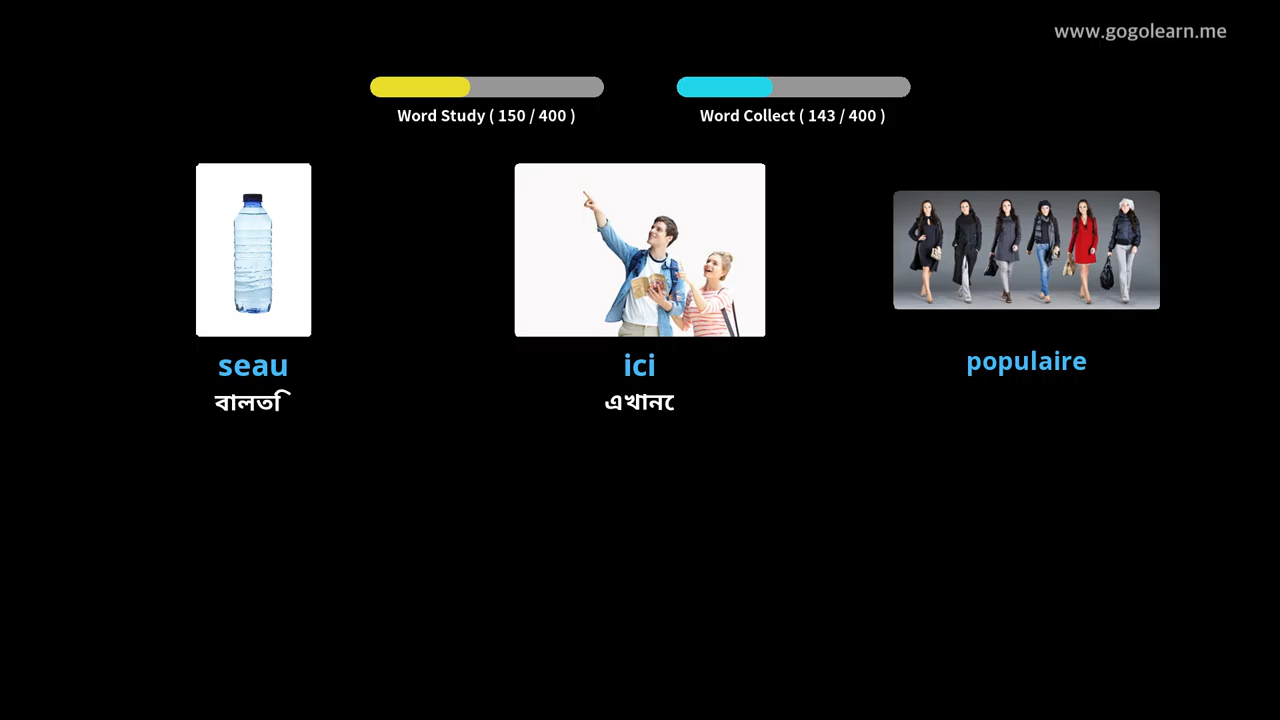 www.gogolearn.me
Word Study ( 150 / 400 )
Word Collect ( 143 / 400 )
seau
ici
populaire
বালতি
এখানে